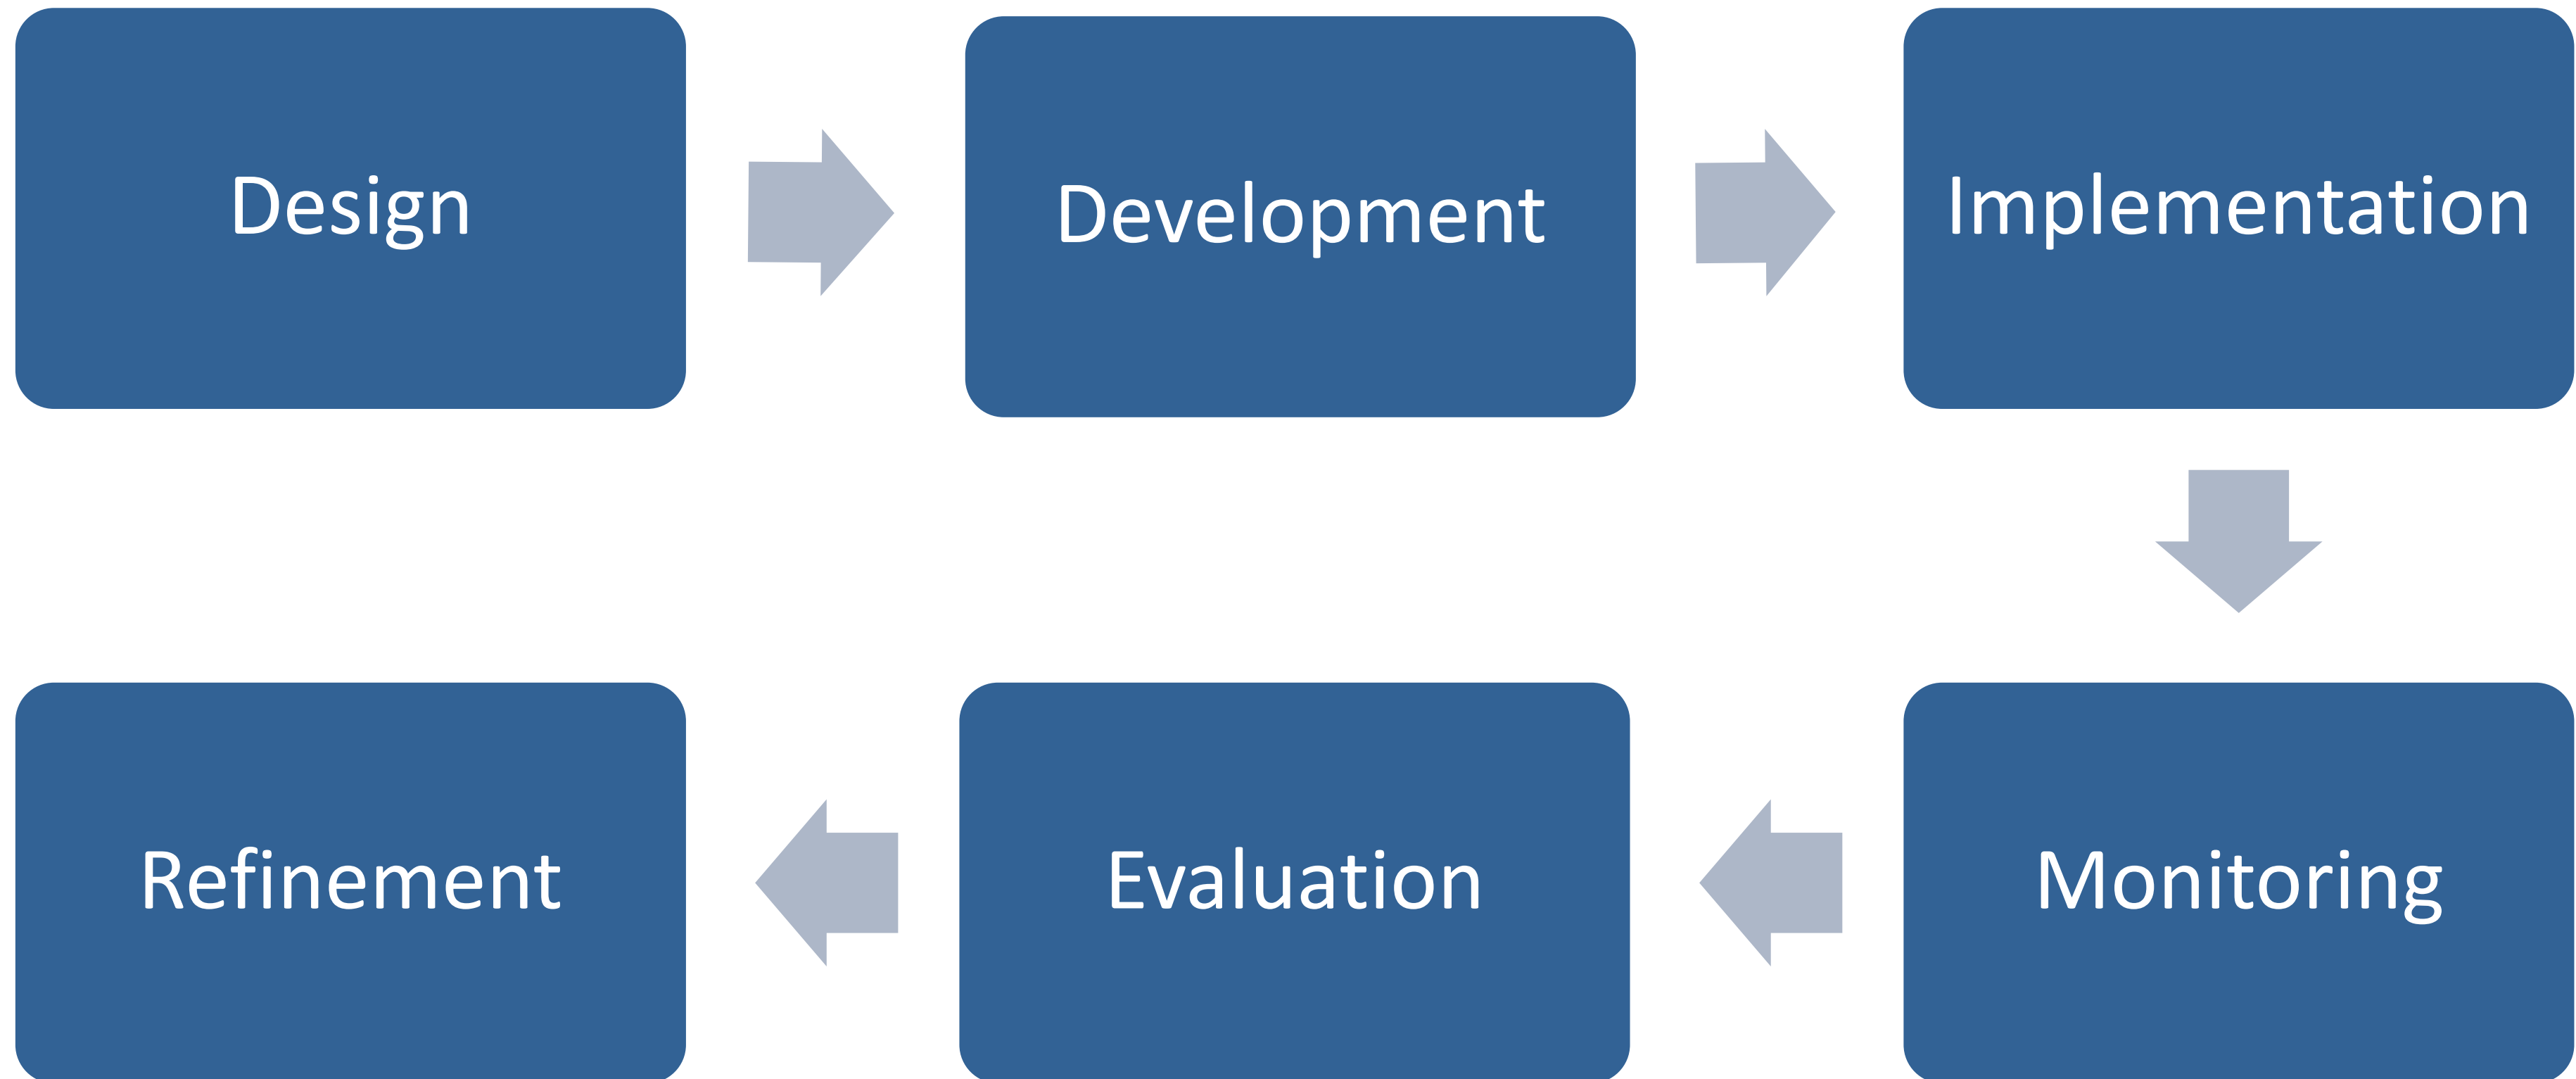 Design
Development
Implementation
Monitoring
Evaluation
Refinement